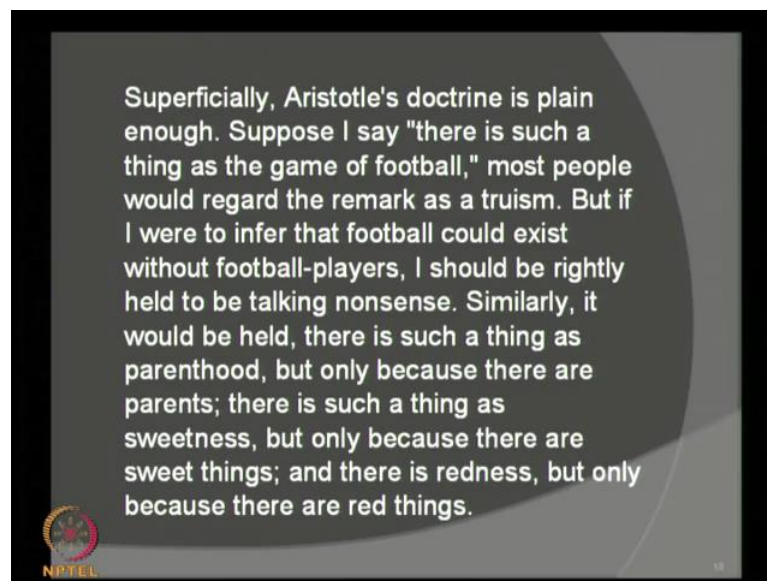 Superficially, Aristotle's doctrine is plain
enough. Suppose I say "there is such a
thing as the game of football," most people
would regard the remark as a truism. But if
I were to infer that football could exist
without football-players, I should be rightly
held to be talking nonsense. Similarly, it
would be held, there is such a thing as
parenthood, but only because there are
parents; there is such a thing as
sweetness, but only because there are
sweet things; and there is redness, but only
because there are red things.
NPTEL